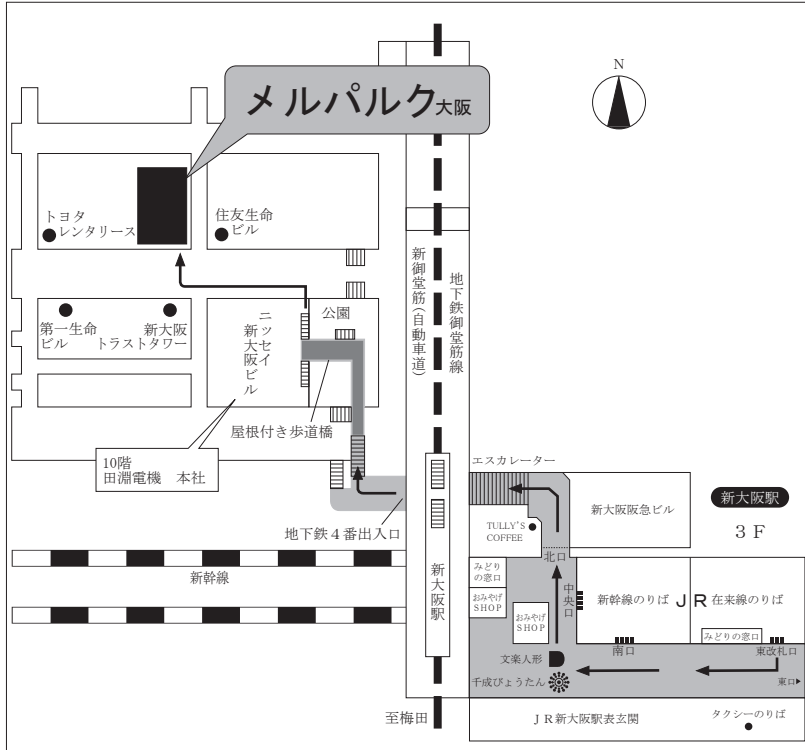 メルパルク大阪
N
トヨタ
レンタリース
住友生命
ビル
新御堂筋（自動車道）
地下鉄御堂筋線
第一生命
ビル
新大阪
トラストタワー
ニッセイ
新大阪ビル
公園
屋根付き歩道橋
10階
田淵電機　本社
地下鉄４番出入口
エスカレーター
新大阪阪急ビル
新大阪駅
３Ｆ
TULLY'S
COFFEE
北口
新幹線
新大阪駅
みどり
の窓口
おみやげ
SHOP
おみやげ
SHOP
中央口
新幹線のりば
ＪＲ
在来線のりば
みどりの窓口
南口
東改札口
文楽人形
千成びょうたん
東口
至梅田
ＪＲ新大阪駅表玄関
タクシーのりば